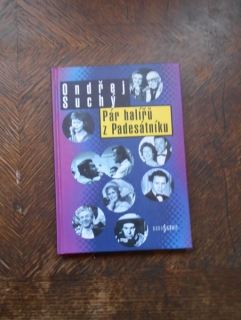 Ondřej
Suchý
Pár halířů
z Padesátníku